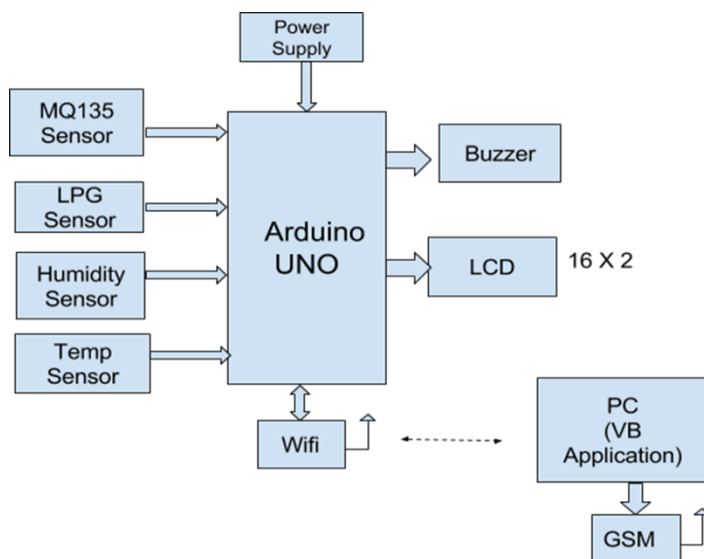 Power
Supply
MQ135
Sensor
LPG
Sensor
Humidity
Sensor
Temp
Sensor
Arduino
UNO
Buzzer
LCD
16 X 2
Wifi
PC
(VB
Application)
GSM